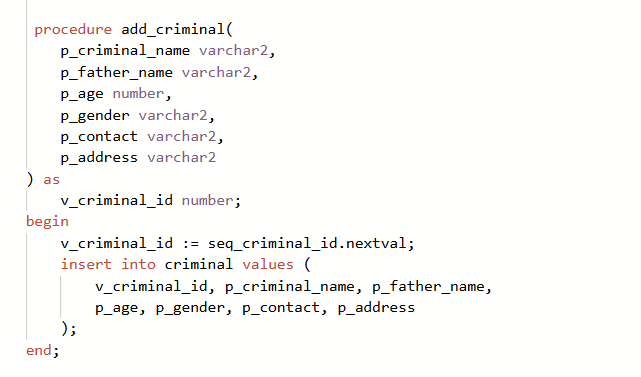 procedure add_criminal(
p_criminal_name varchar2,
p_father_name varchar2,
p_age number,
p_gender varchar2,
p_contact varchar2,
p_address varchar2
) as
v_criminal_id number;
begin
v_criminal_id := seq_criminal_id.nextval;
insert into criminal values (
v_criminal_id, p_criminal_name, p_father_name,
p_age, p_gender, p_contact, p_address
);
end;